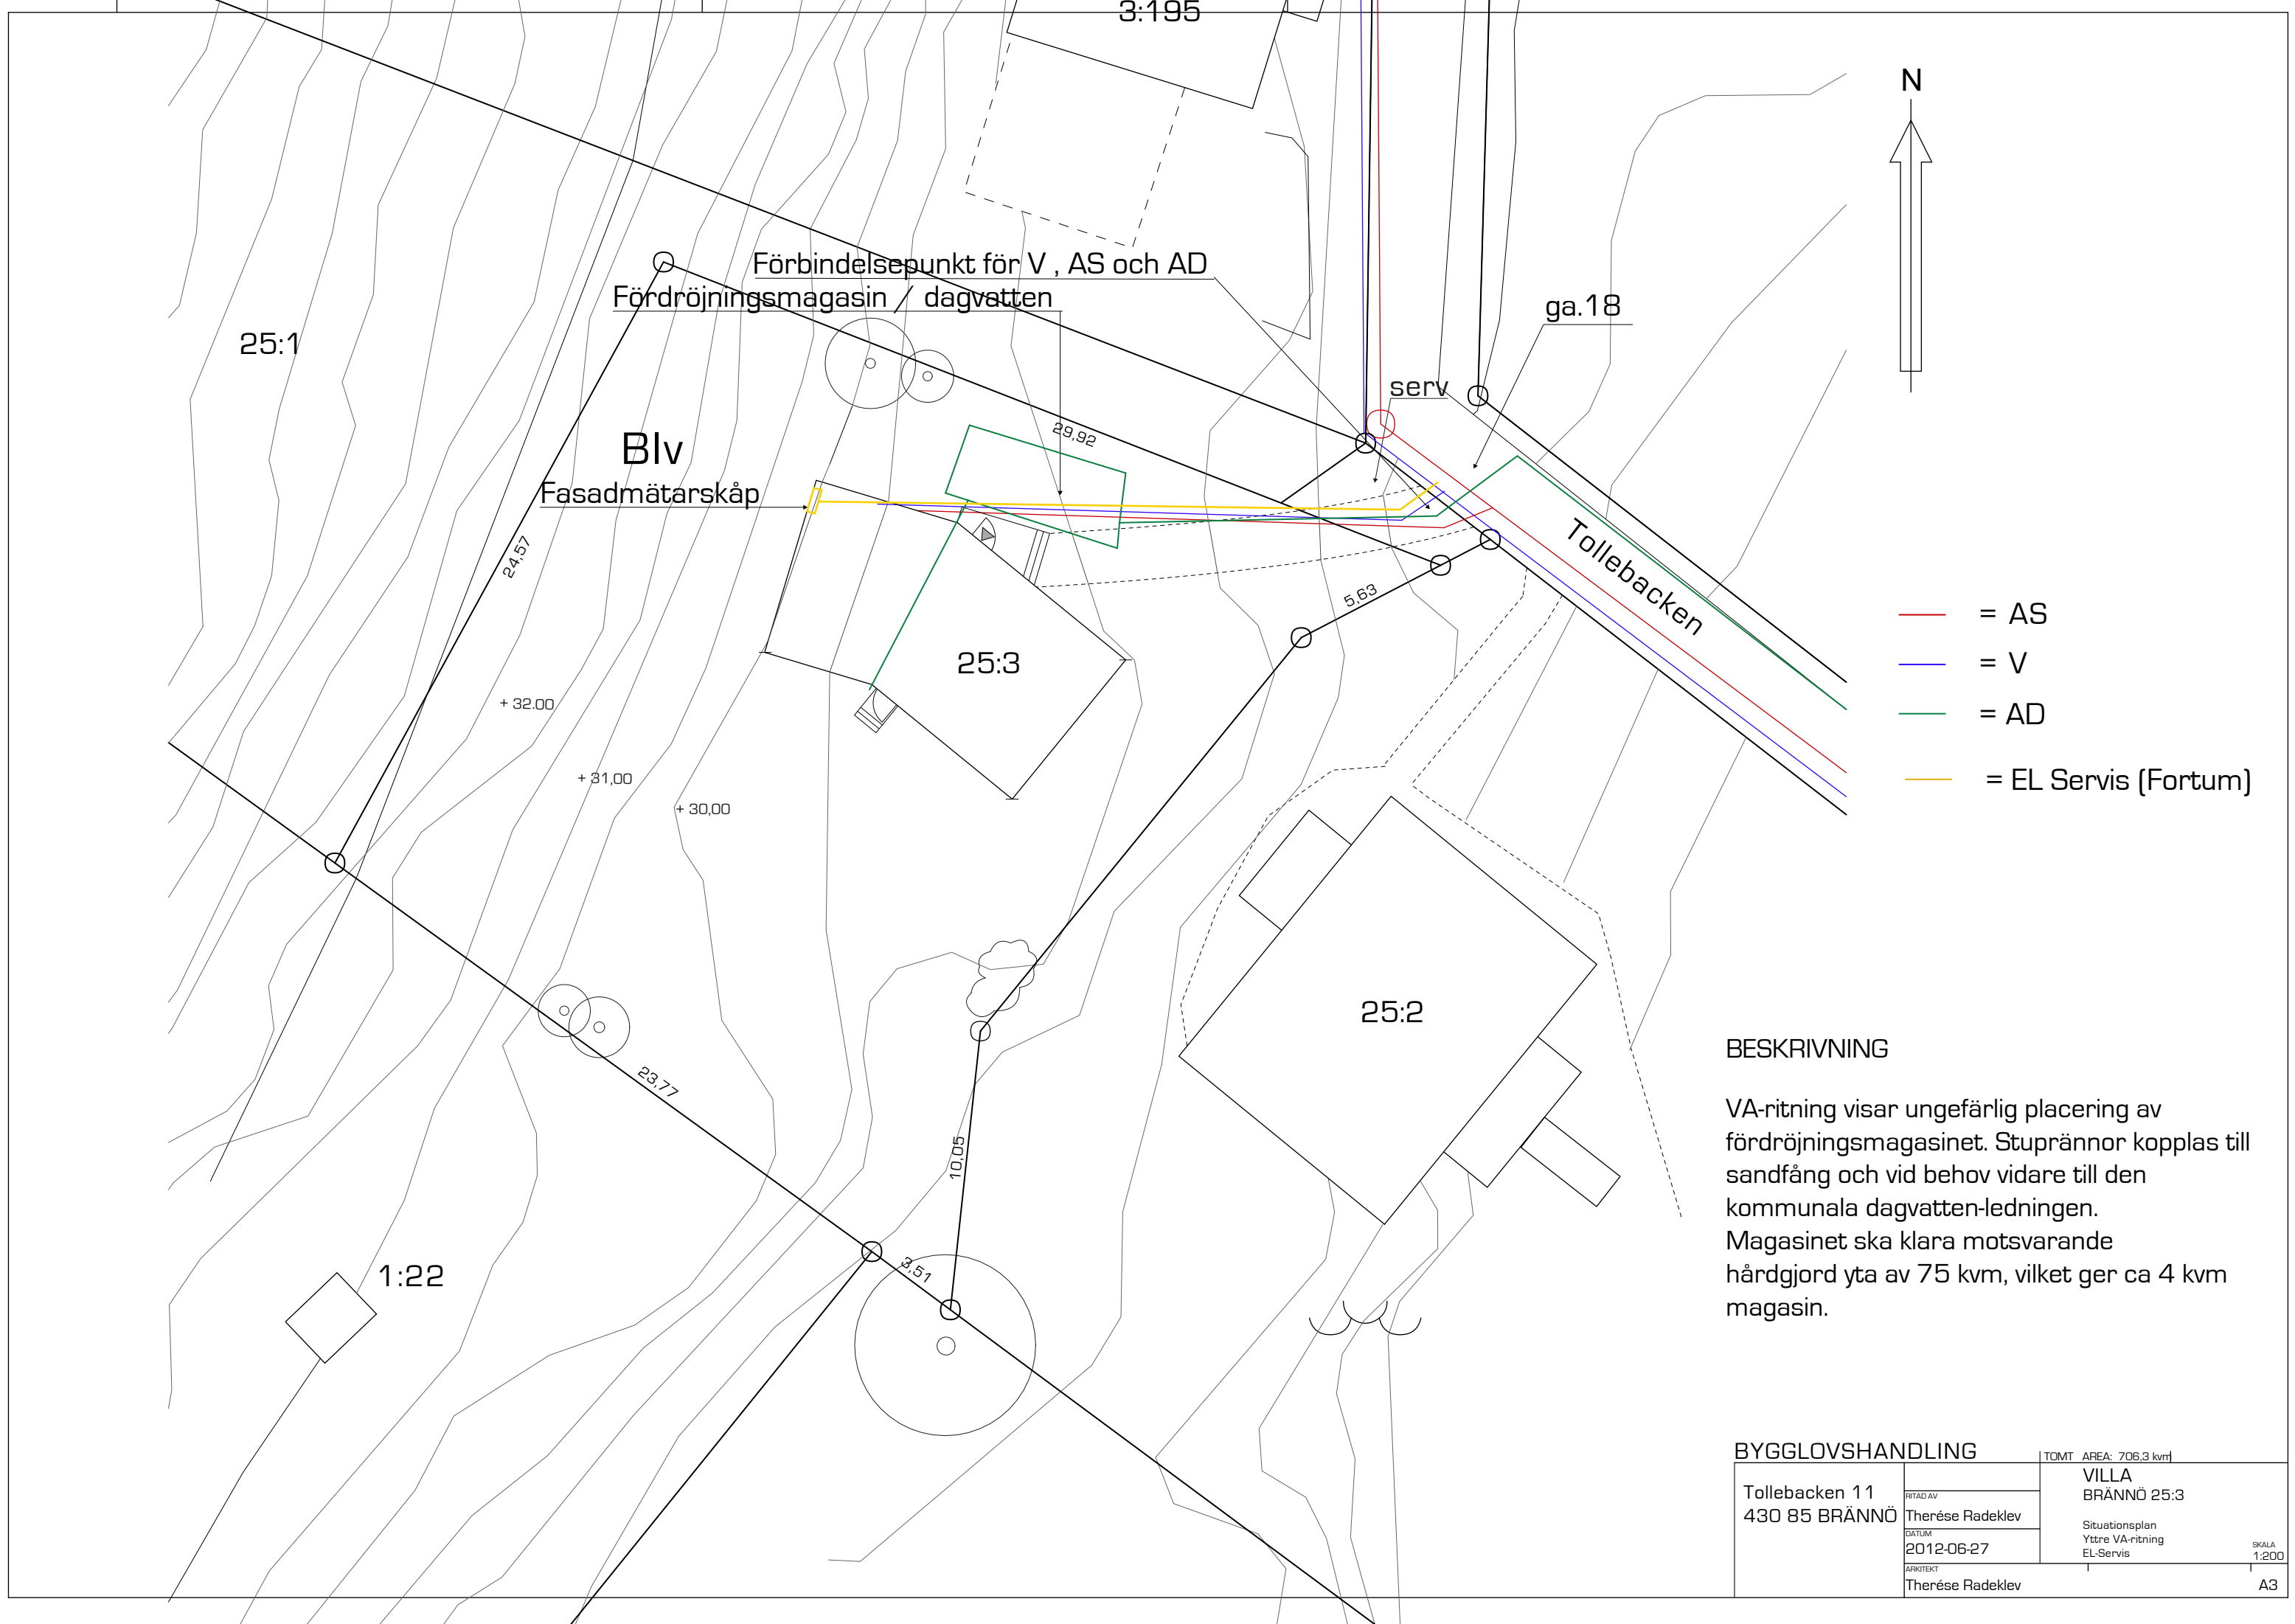 3:195
N
Förbindelsepunkt för V , AS och AD
Fördröjningsmagasin / dagvatten
ga.18
25:1
serv
29,92
Blv
Fasadmätarskåp
24,57
Tollebacken
5,63
= AS
25:3
= V
+ 32.00
= AD
+ 31,00
= EL Servis (Fortum)
+ 30,00
25:2
BESKRIVNING
23,77
VA-ritning visar ungefärlig placering av
fördröjningsmagasinet. Stuprännor kopplas till
sandfång och vid behov vidare till den
kommunala dagvatten-ledningen.
Magasinet ska klara motsvarande
hårdgjord yta av 75 kvm, vilket ger ca 4 kvm
magasin.
10,05
3,51
1:22
BYGGLOVSHANDLING
TOMT AREA: 706,3 kvm
Tollebacken 11
430 85 BRÄNNÖ
RITAD AV
Therése Radeklev
DATUM
2012-06-27
ARKITEKT
Therése Radeklev
VILLA
BRÄNNÖ 25:3
Situationsplan
Yttre VA-ritning
EL-Servis
SKALA
1:200
A3